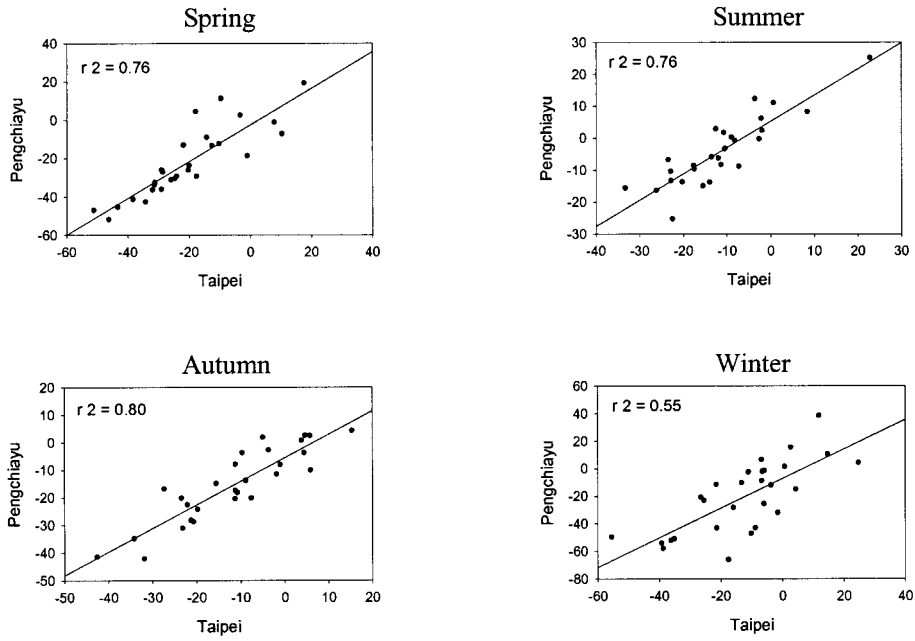 Spring
40
20
0
-20
-40
-60
r 2 = 0.76
Pengchiayu
-60 -40 -20 0 20 40
Taipei
Summer
30
20
10
0
-10
-20
-30
r 2 = 0.76
Pengchiayu
-40 -30 -20 -10 0 10 20 30
Taipei
Autumn
20
10
0
-10
-20
-30
-40
-50
r 2 = 0.80
Pengchiayu
-50 -40 -30 -20 -10 0 10 20
Taipei
Winter
60
40
20
0
-20
-40
-60
-80
r 2 = 0.55
Pengchiayu
-60 -40 -20 0 20 40
Taipei